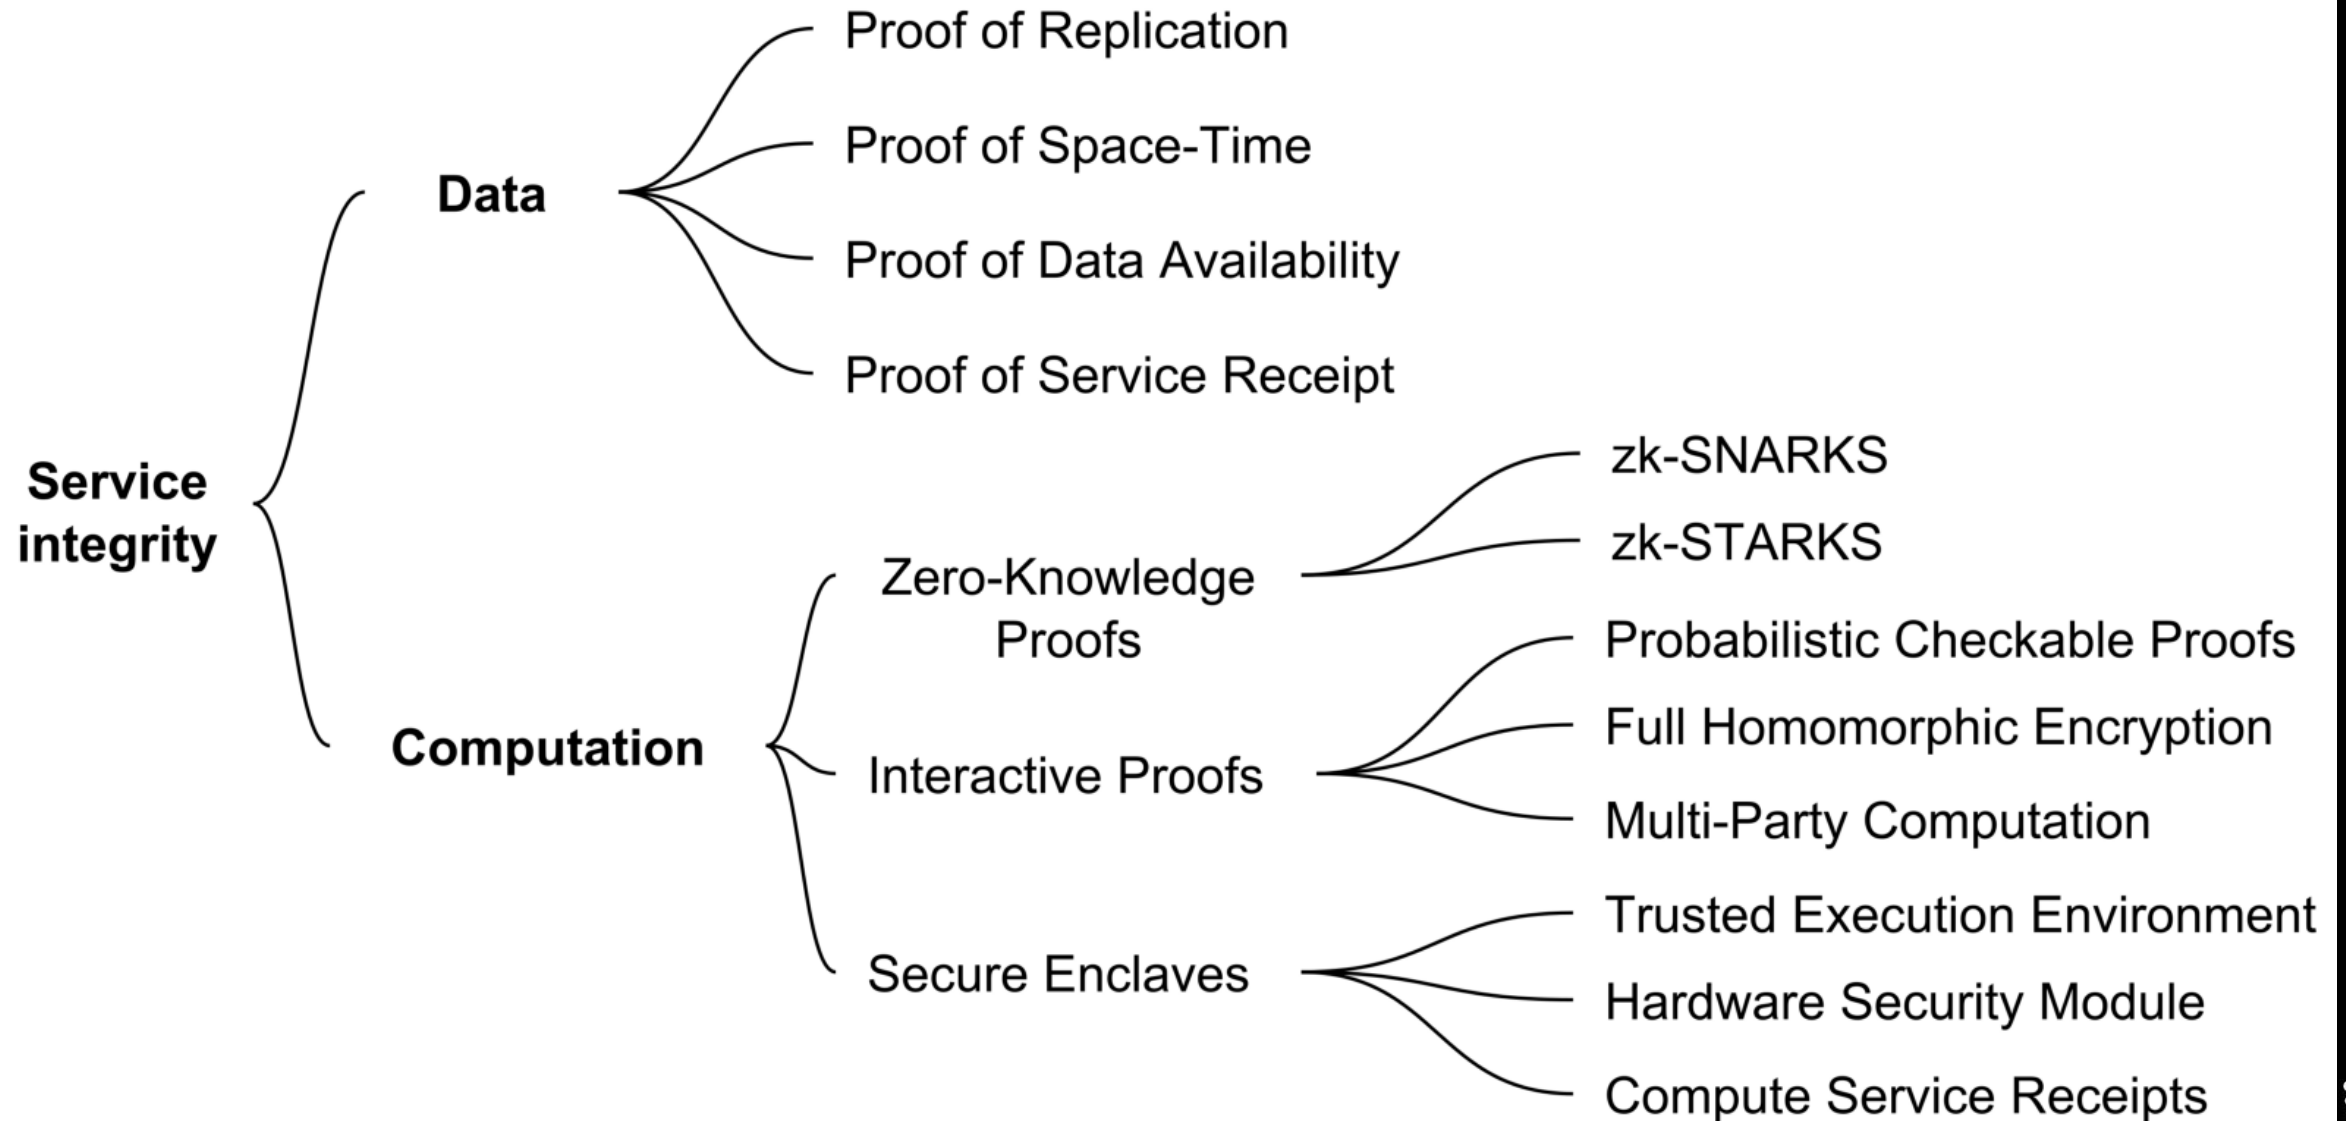 Proof of Replication
Proof of Space-Time
Data
Proof of Data Availability
Proof of Service Receipt
zk-SNARKS
Service
integrity
zk-STARKS
Zero-Knowledge
Proofs
Probabilistic Checkable Proofs
Full Homomorphic Encryption
Computation
Interactive Proofs
Multi-Party Computation
Trusted Execution Environment
Secure Enclaves
Hardware Security Module
Compute Service Receipts